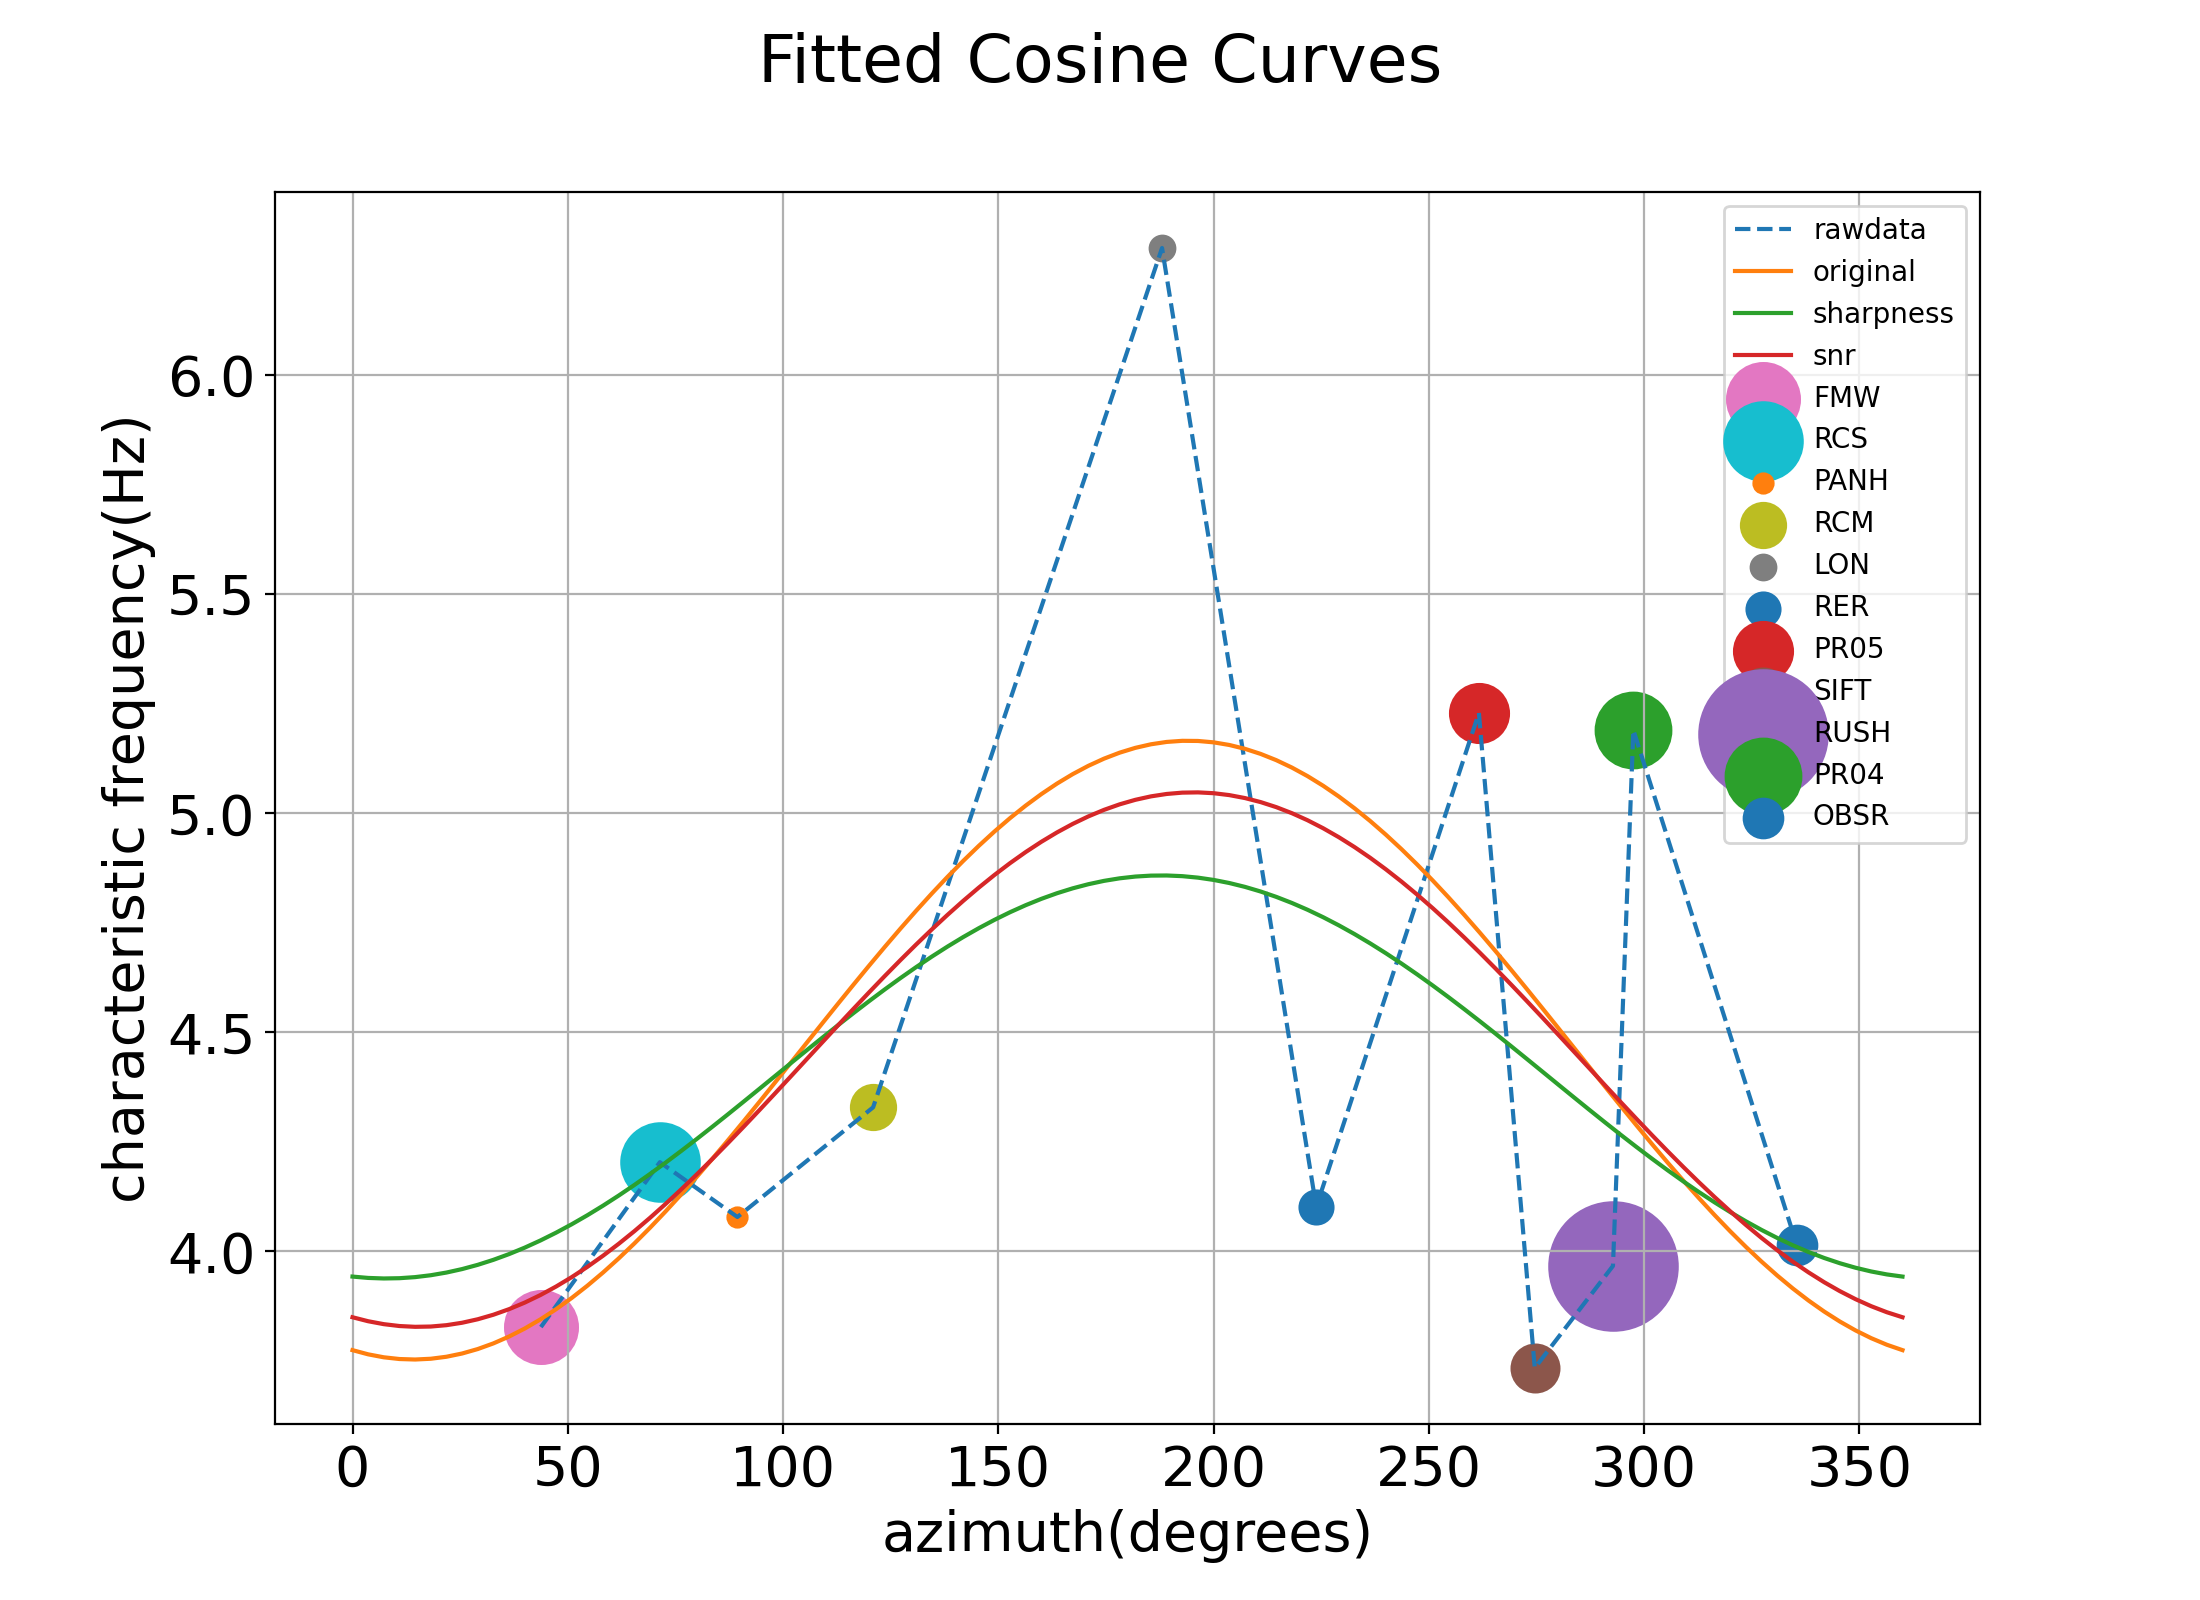 Fitted Cosine Curves
characteristic frequency(Hz)
6.0
5.5
5.0
4.5
4.0
rawdata
original
sharpness
snr
FMW
RCS
PANH
RCM
LON
RER
PR05
SIFT
RUSH
PR04
OBSR
0 50 100 150 200 250 300 350
azimuth(degrees)